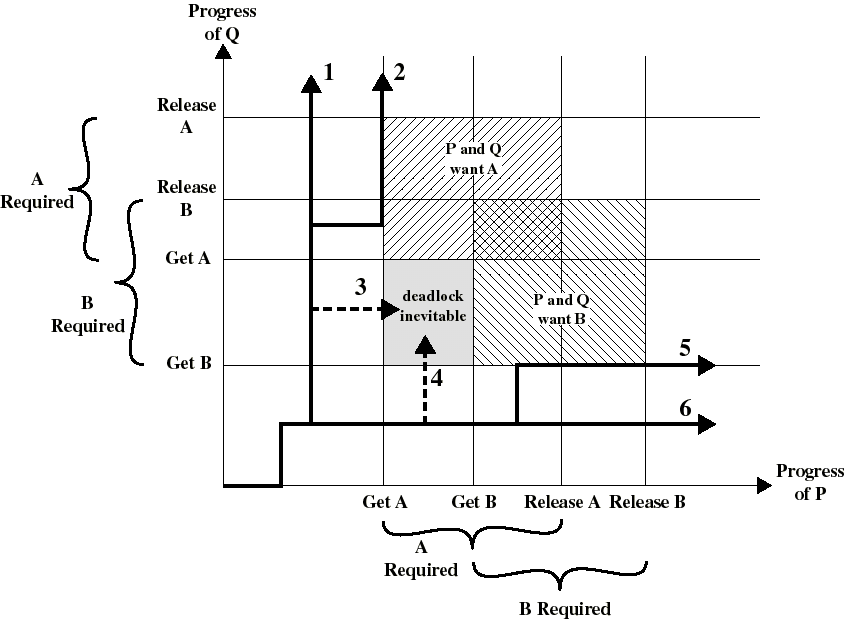 Progress
of Q
1
2
Release
A
P and Q
want A
A
Required
Release
B
Get A
3
deadlock
inevitable
P and Q
want B
B
Required
5
Get B
4
6
Progress
of P
Get A
Get B
Release A
Release B
A
Required
B Required